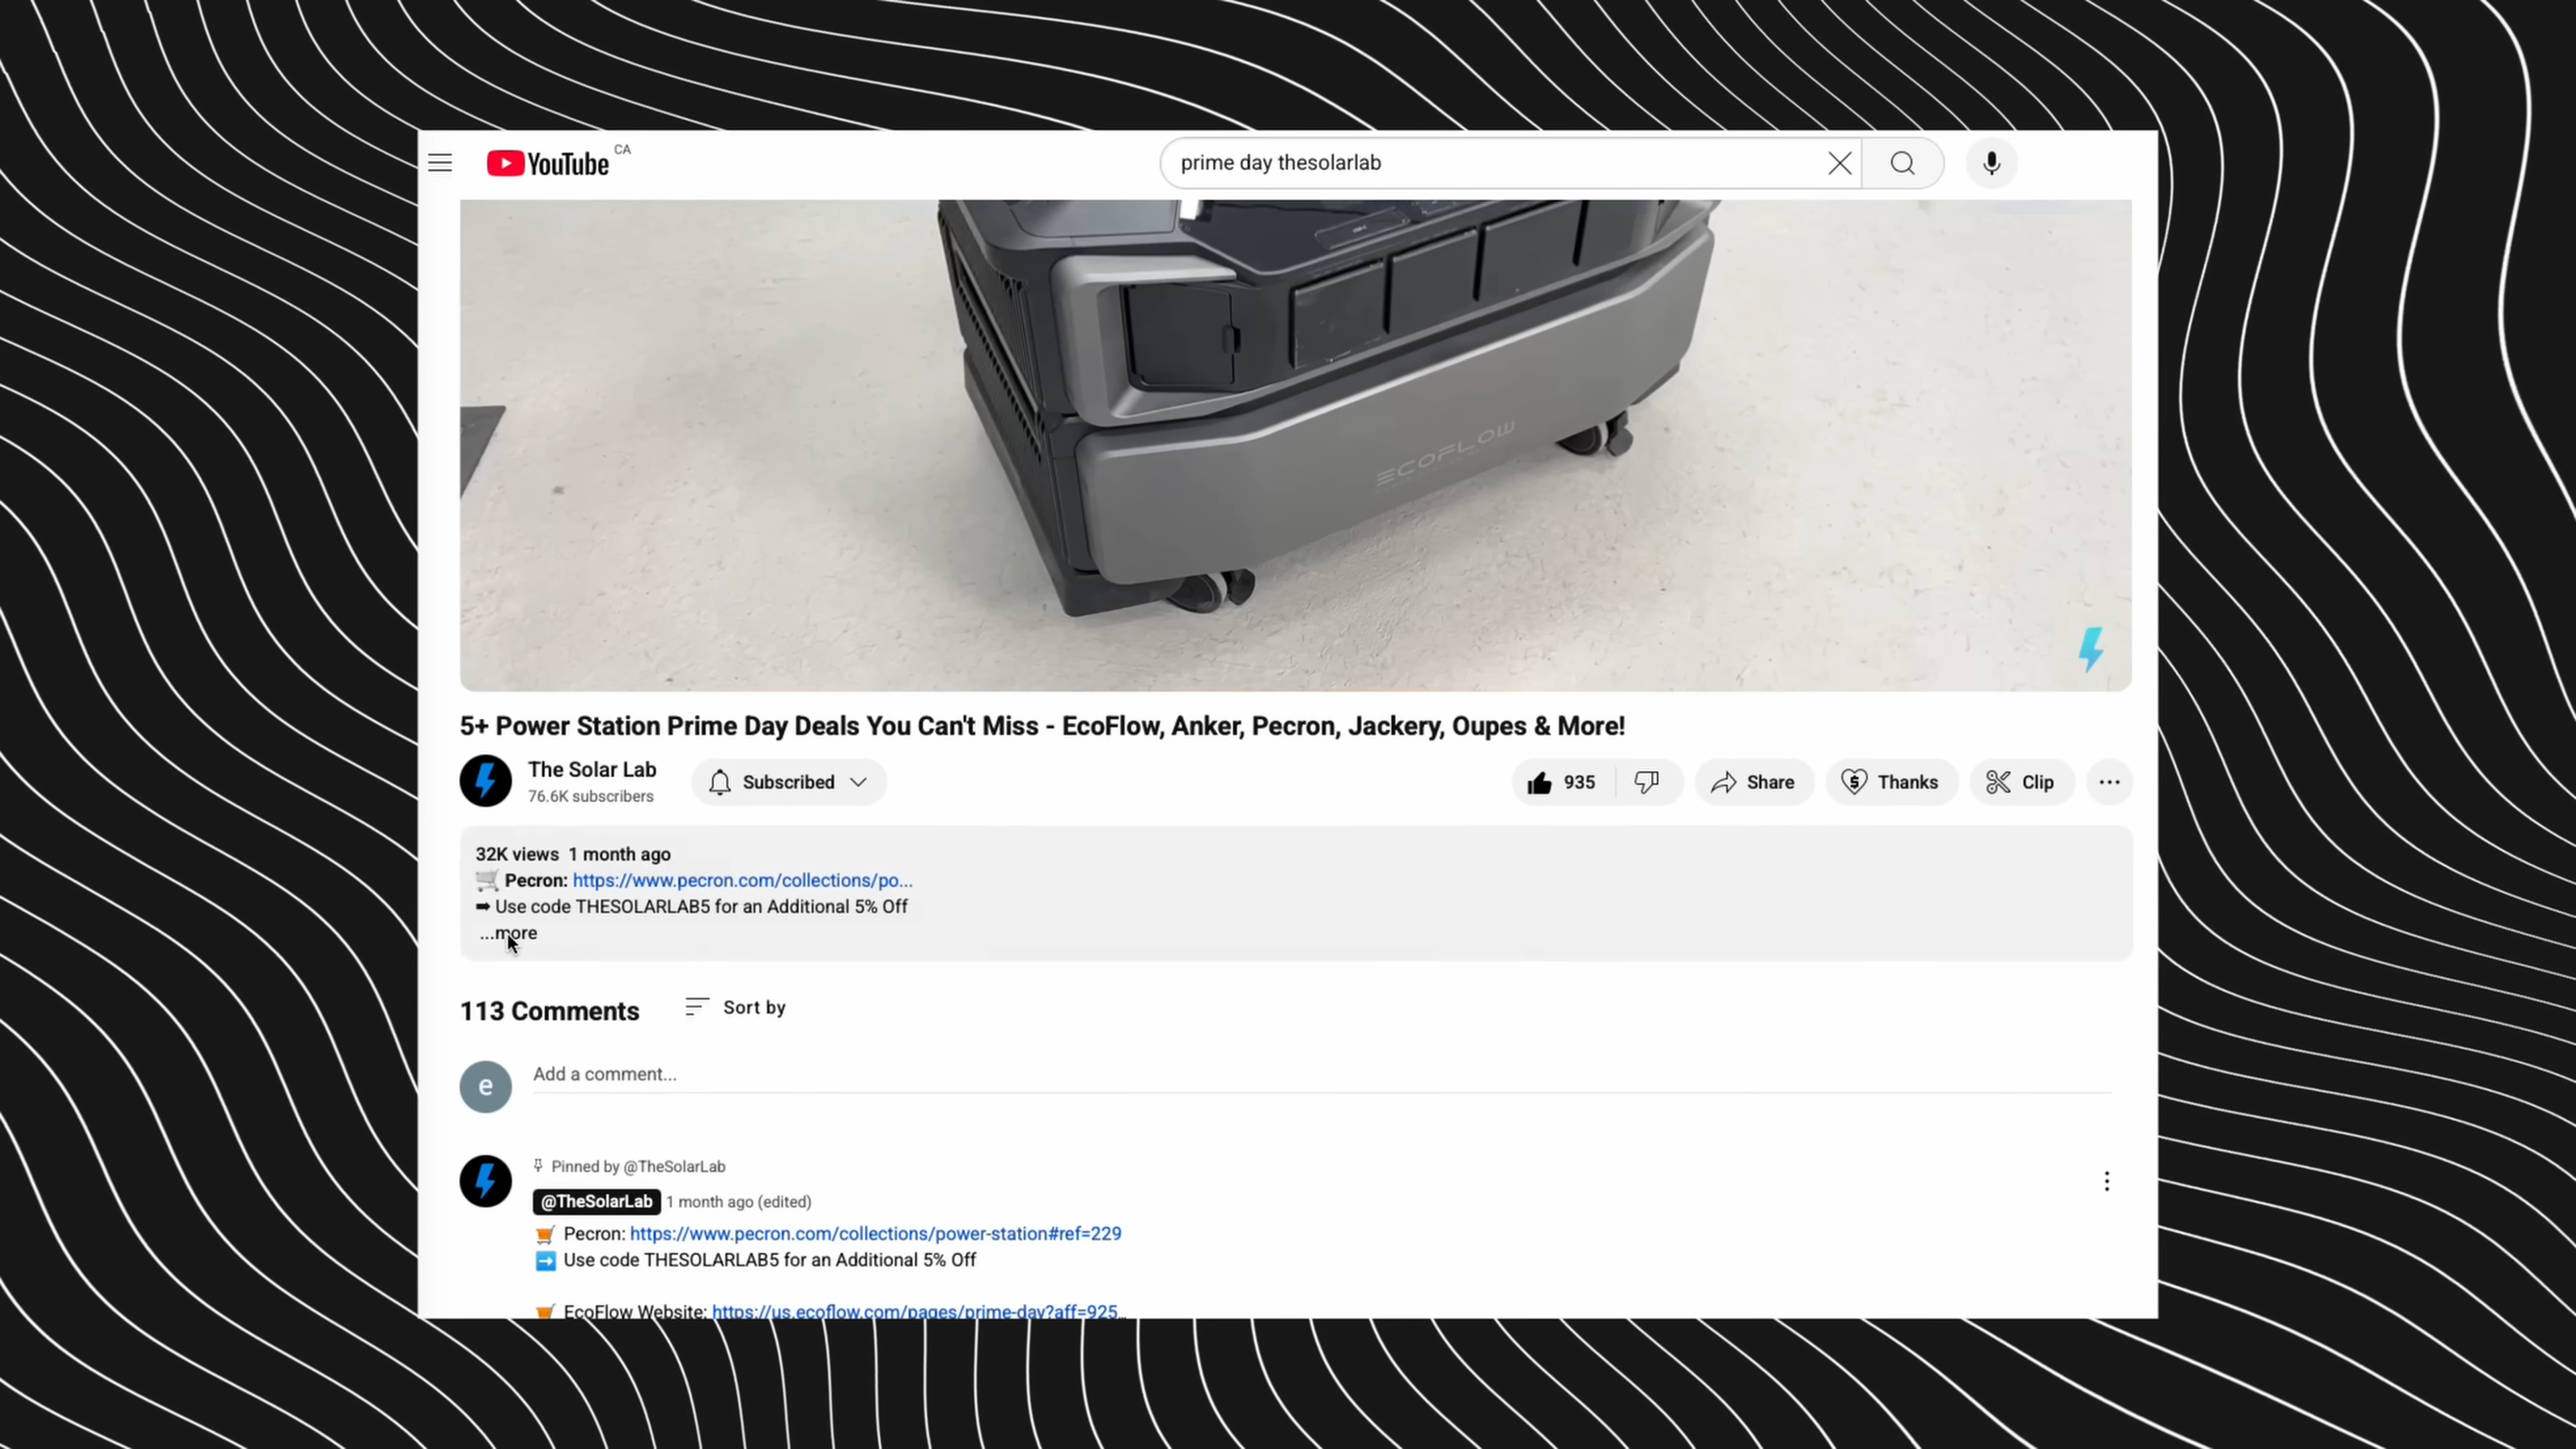 YouTube CA
prime day thesolarlab
ECOFLOW
5+ Power Station Prime Day Deals You Can't Miss - EcoFlow, Anker, Pecron, Jackery, Oupes & More!
The Solar Lab
76.6K subscribers
Subscribed
935
Share
Thanks
Clip
32K views 1 month ago
🛒 Pecron: https://www.pecron.com/collections/po...
➡ Use code THESOLARLAB5 for an Additional 5% Off
...more
113 Comments
Sort by
e
Add a comment...
Pinned by @TheSolarLab
@TheSolarLab 1 month ago (edited)
🛒 Pecron: https://www.pecron.com/collections/power-station#ref=229
➡️ Use code THESOLARLAB5 for an Additional 5% Off
🛒 EcoFlow Website: https://us.ecoflow.com/pages/prime-day?aff=925...